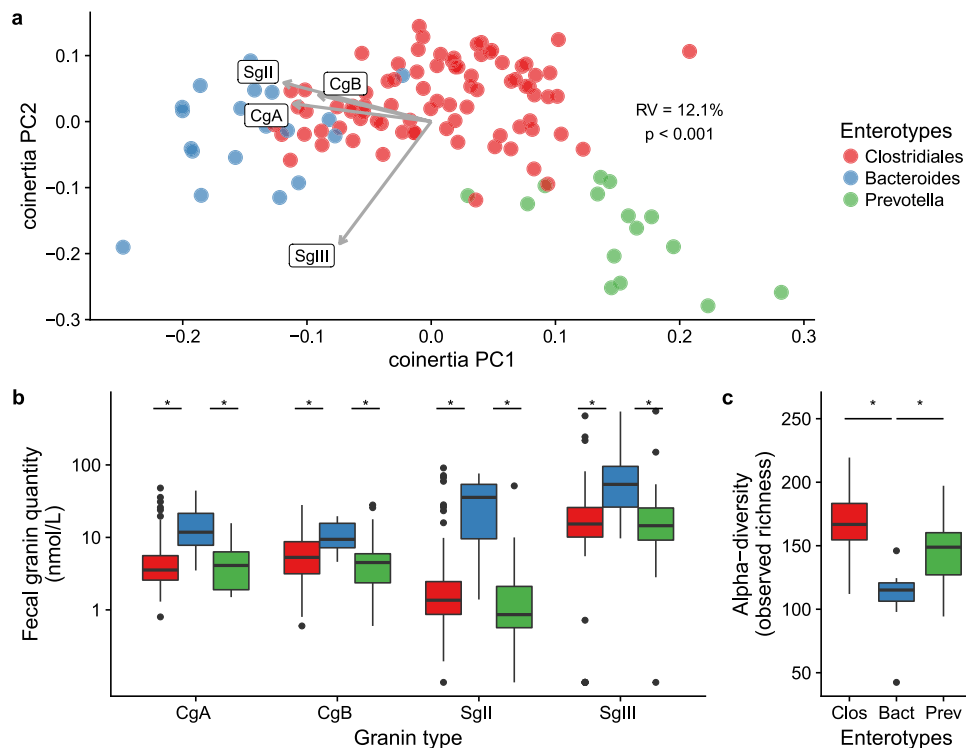 a
0.1
0.0
−0.1
−0.2
−0.3
coinertia PC2
SgII
CgB
CgA
SgIII
RV = 12.1%
p < 0.001
−0.2
−0.1
0.0
0.1
0.2
0.3
coinertia PC1
Enterotypes
Clostridiales
Bacteroides
Prevotella
b
* * * * * * * *
100
10
1
Fecal granin quantity
(nmol/L)
CgA
CgB
SgII
SgIII
Granin type
c
* *
250
200
150
100
50
Alpha−diversity
(observed richness)
Clos
Bact
Prev
Enterotypes